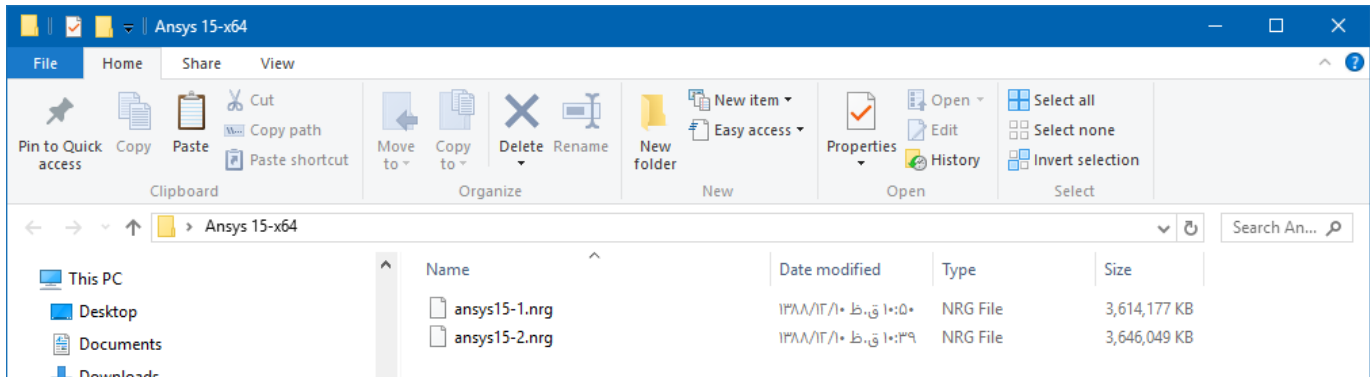 Ansys 15-x64
File Home Share View
Pin to Quick access
Copy
Paste
Cut
Copy path
Paste shortcut
Clipboard
Move to
Copy to
Delete
Rename
Organize
New folder
New item
Easy access
New
Properties
Open
Edit
History
Open
Select all
Select none
Invert selection
Select
Ansys 15-x64
Search An...
This PC
Desktop
Documents
Downloads
Name Date modified Type Size
ansys15-1.nrg ۱۳۸۸/۱۲/۱۰ ۱۰:۵۰ ق.ظ NRG File 3,614,177 KB
ansys15-2.nrg ۱۳۸۸/۱۲/۱۰ ۱۰:۳۹ ق.ظ NRG File 3,646,049 KB